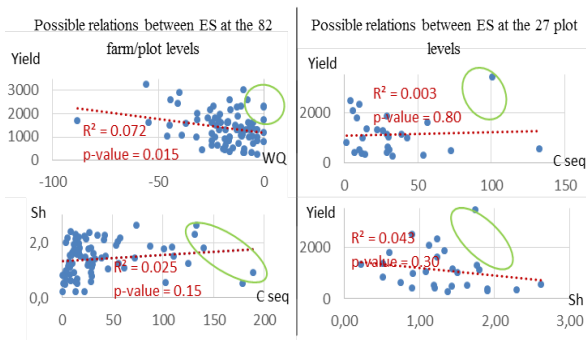 Possible relations between ES at the 82
farm/plot levels
Yield
3000
2000
1000
0
R² = 0.072
p-value = 0.015
WQ
-100
-50
0
Possible relations between ES at the 27 plot
levels
Yield
R² = 0.003
p-value = 0.80
2000
0
C seq
0
50
100
150
Sh
2,0
0,0
R² = 0.025
p-value = 0.15
C seq
0
50
100
150
200
Yield
R² = 0.043
p-value = 0.30
2000
0
Sh
0,00
1,00
2,00
3,00